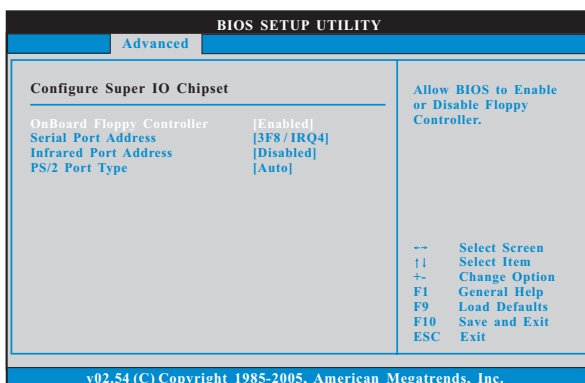 BIOS SETUP UTILITY
Advanced
Configure Super IO Chipset
OnBoard Floppy Controller [Enabled]
Serial Port Address [3F8 / IRQ4]
Infrared Port Address [Disabled]
PS/2 Port Type [Auto]
Allow BIOS to Enable
or Disable Floppy
Controller.
←→ Select Screen
↑↓ Select Item
+- Change Option
F1 General Help
F9 Load Defaults
F10 Save and Exit
ESC Exit
v02.54 (C) Copyright 1985-2005, American Megatrends, Inc.